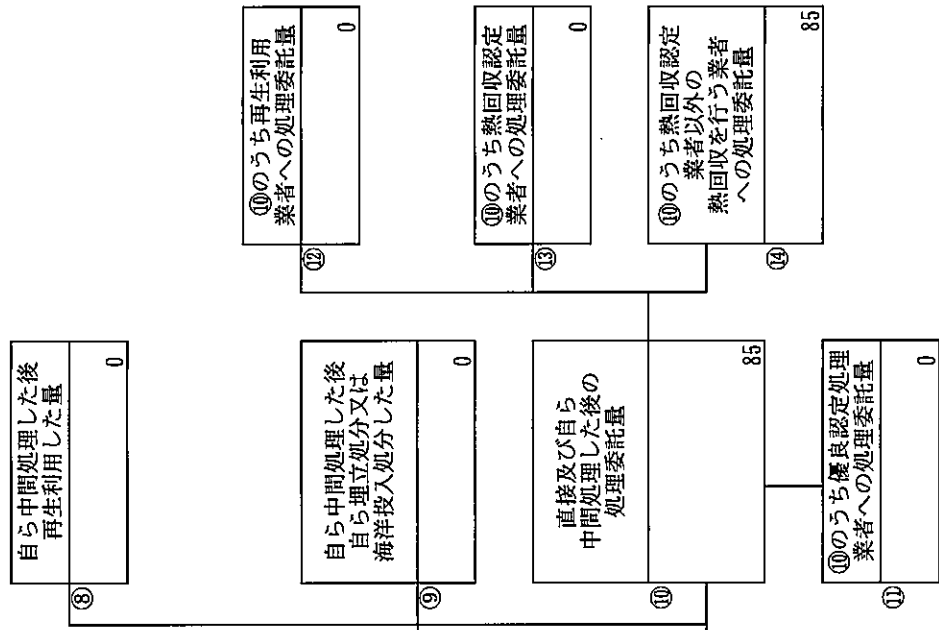 ⑧
自ら中間処理した後
再生利用した量
0
⑨
自ら中間処理した後
自ら埋立処分又は
海洋投入処分した量
0
⑩
直接及び自ら
中間処理した後の
処理委託量
85
⑪
⑩のうち優良認定処理
業者への処理委託量
0
⑫
⑩のうち再生利用
業者への処理委託量
0
⑬
⑩のうち熱回収認定
業者への処理委託量
0
⑭
⑩のうち熱回収認定
業者以外の
熱回収を行う業者
への処理委託量
85